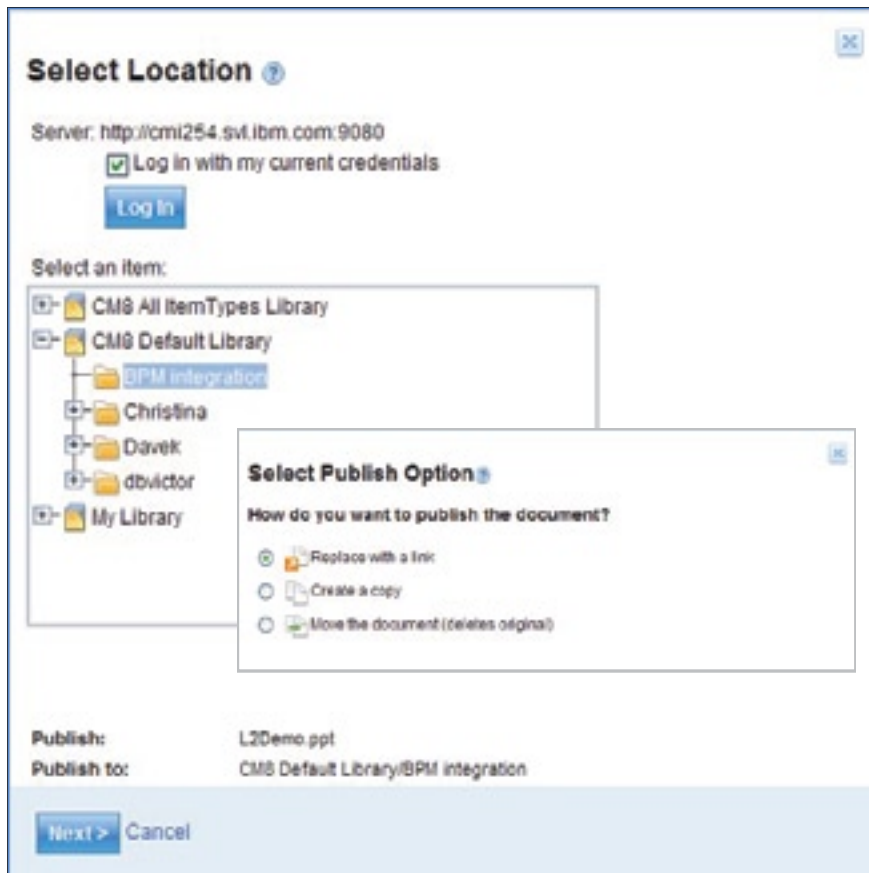 Select Location
Server: http://cmi254.svl.ibm.com:9080
Log in with my current credentials
Log In
Select an item:
CM8 All ItemTypes Library
CM8 Default Library
BPM integration
Christina
Davek
dbvictor
My Library
Select Publish Option
How do you want to publish the document?
Replace with a link
Create a copy
Move the document (deletes original)
Publish: L2Demo.ppt
Publish to: CM8 Default Library/BPM integration
Next > Cancel